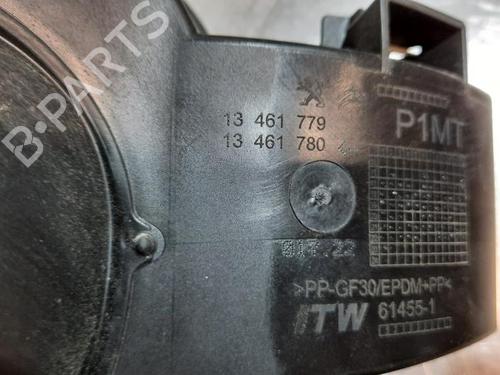 B-PARTS
13 461 779
13 461 780
P1MT
>PP-GF30/EPDM+PP<
ITW 61455-1